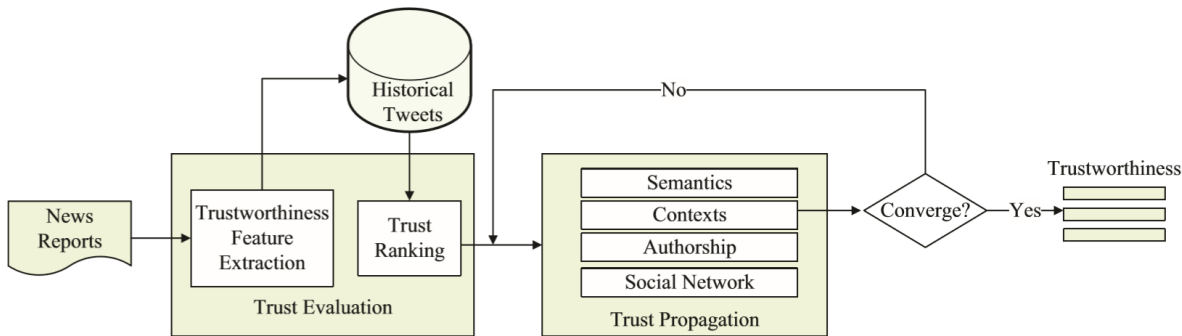 Historical
Tweets
No
News
Reports
Trustworthiness
Feature
Extraction
Trust
Ranking
Trust Evaluation
Semantics
Contexts
Authorship
Social Network
Trust Propagation
Converge?
Yes
Trustworthiness